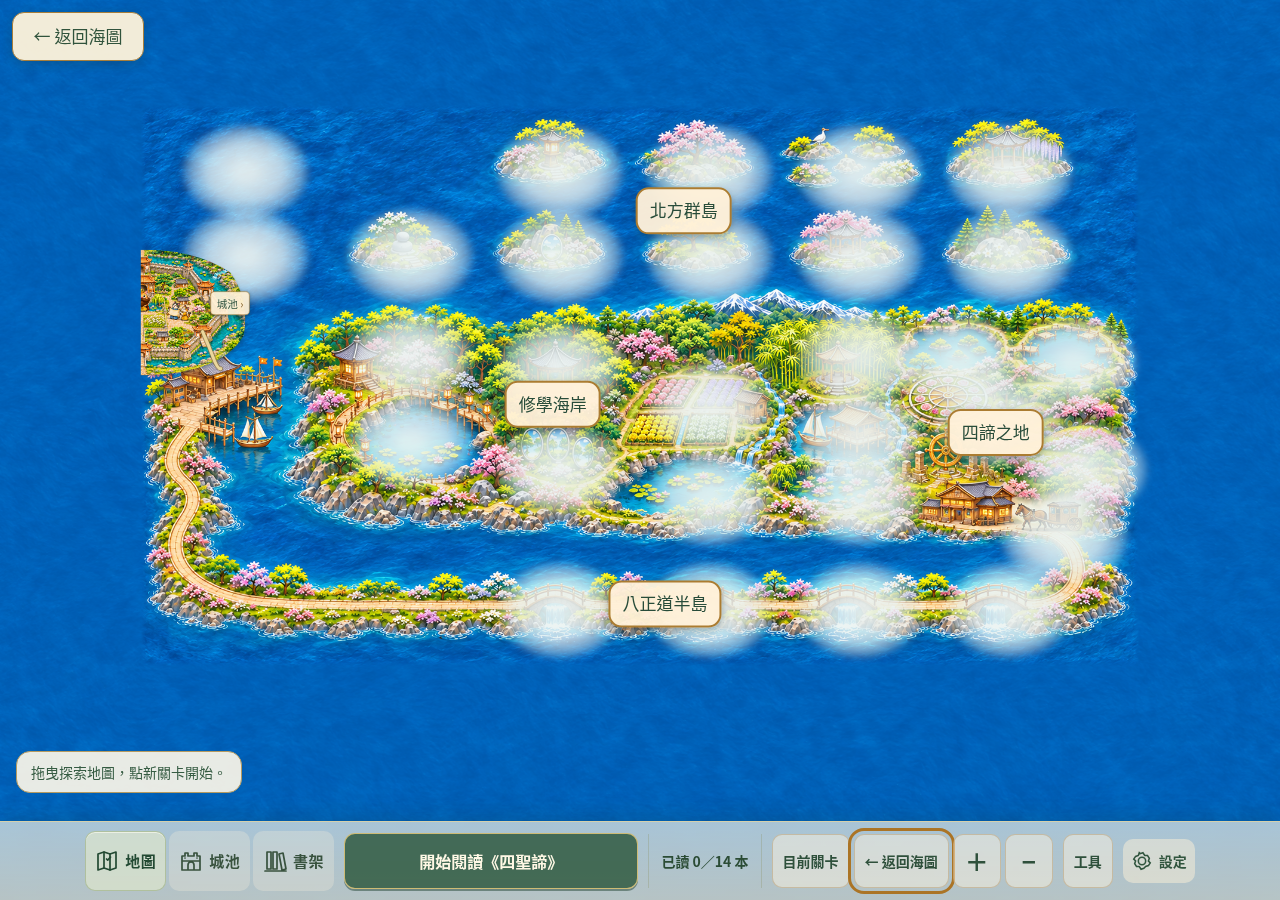 ← 返回海圖
北方群島
城池 ›
修學海岸
四諦之地
八正道半島
拖曳探索地圖，點新關卡開始。
地圖
城池
書架
開始閱讀《四聖諦》
已讀 0／14 本
目前關卡
← 返回海圖
+
−
工具
設定